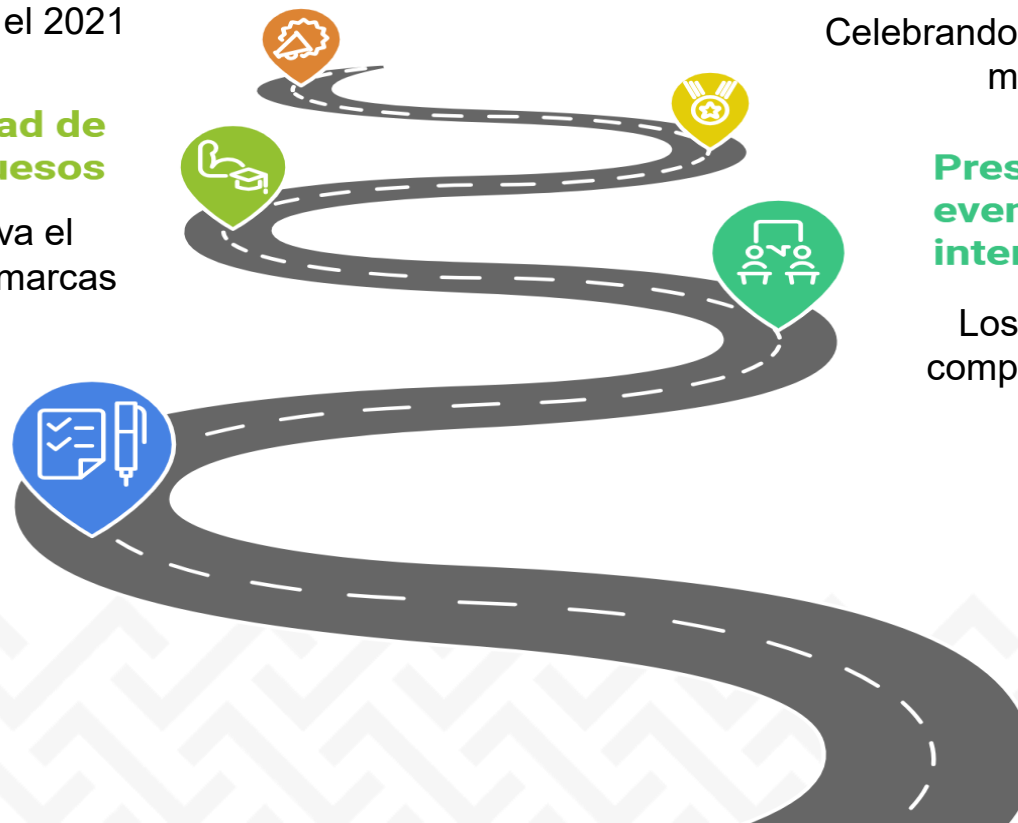 el 2021
ad de
uesos
va el
marcas
Celebrando
m
Pres
even
inter
Los
comp